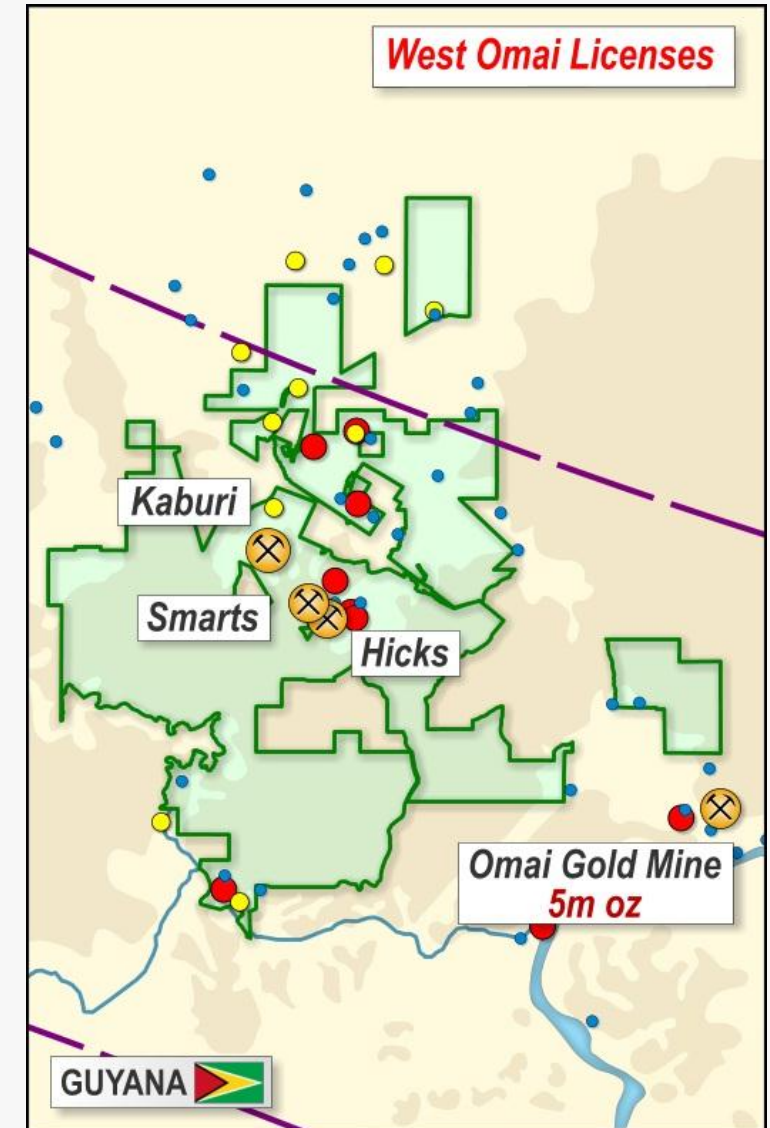 West Omai Licenses
Kaburi
Smarts
Hicks
Omai Gold Mine
5m oz
GUYANA